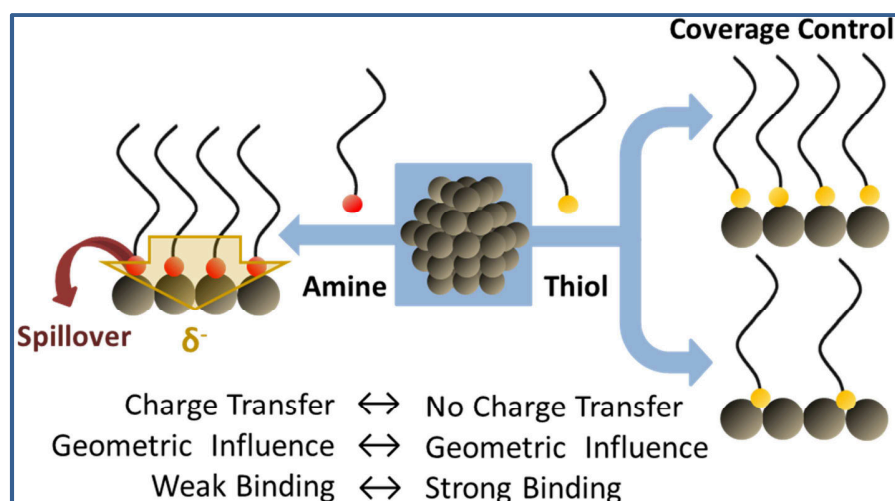 Coverage Control
Amine
Thiol
Spillover
δ-
Charge Transfer ↔ No Charge Transfer
Geometric Influence ↔ Geometric Influence
Weak Binding ↔ Strong Binding